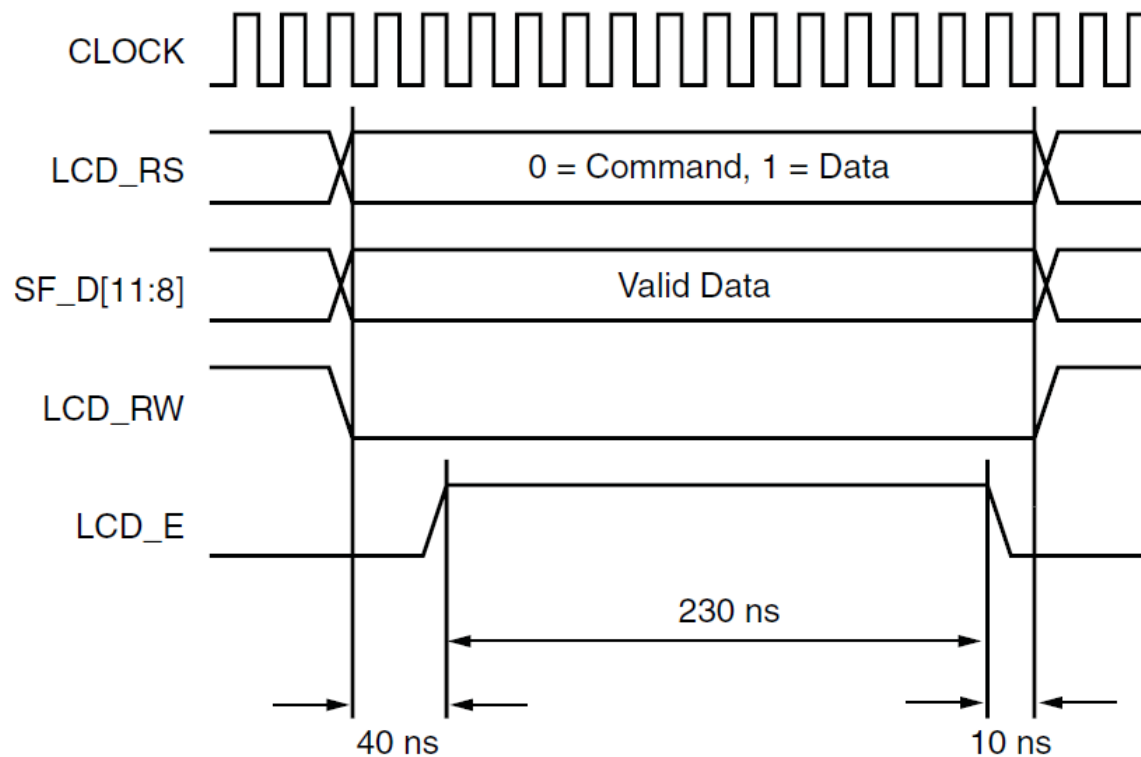 CLOCK
LCD_RS
0 = Command, 1 = Data
SF_D[11:8]
Valid Data
LCD_RW
LCD_E
230 ns
40 ns
10 ns